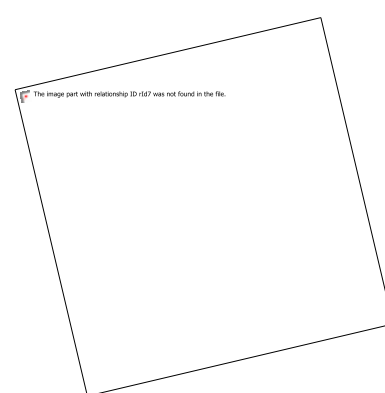 The image part with relationship ID rId7 was not found in the file.